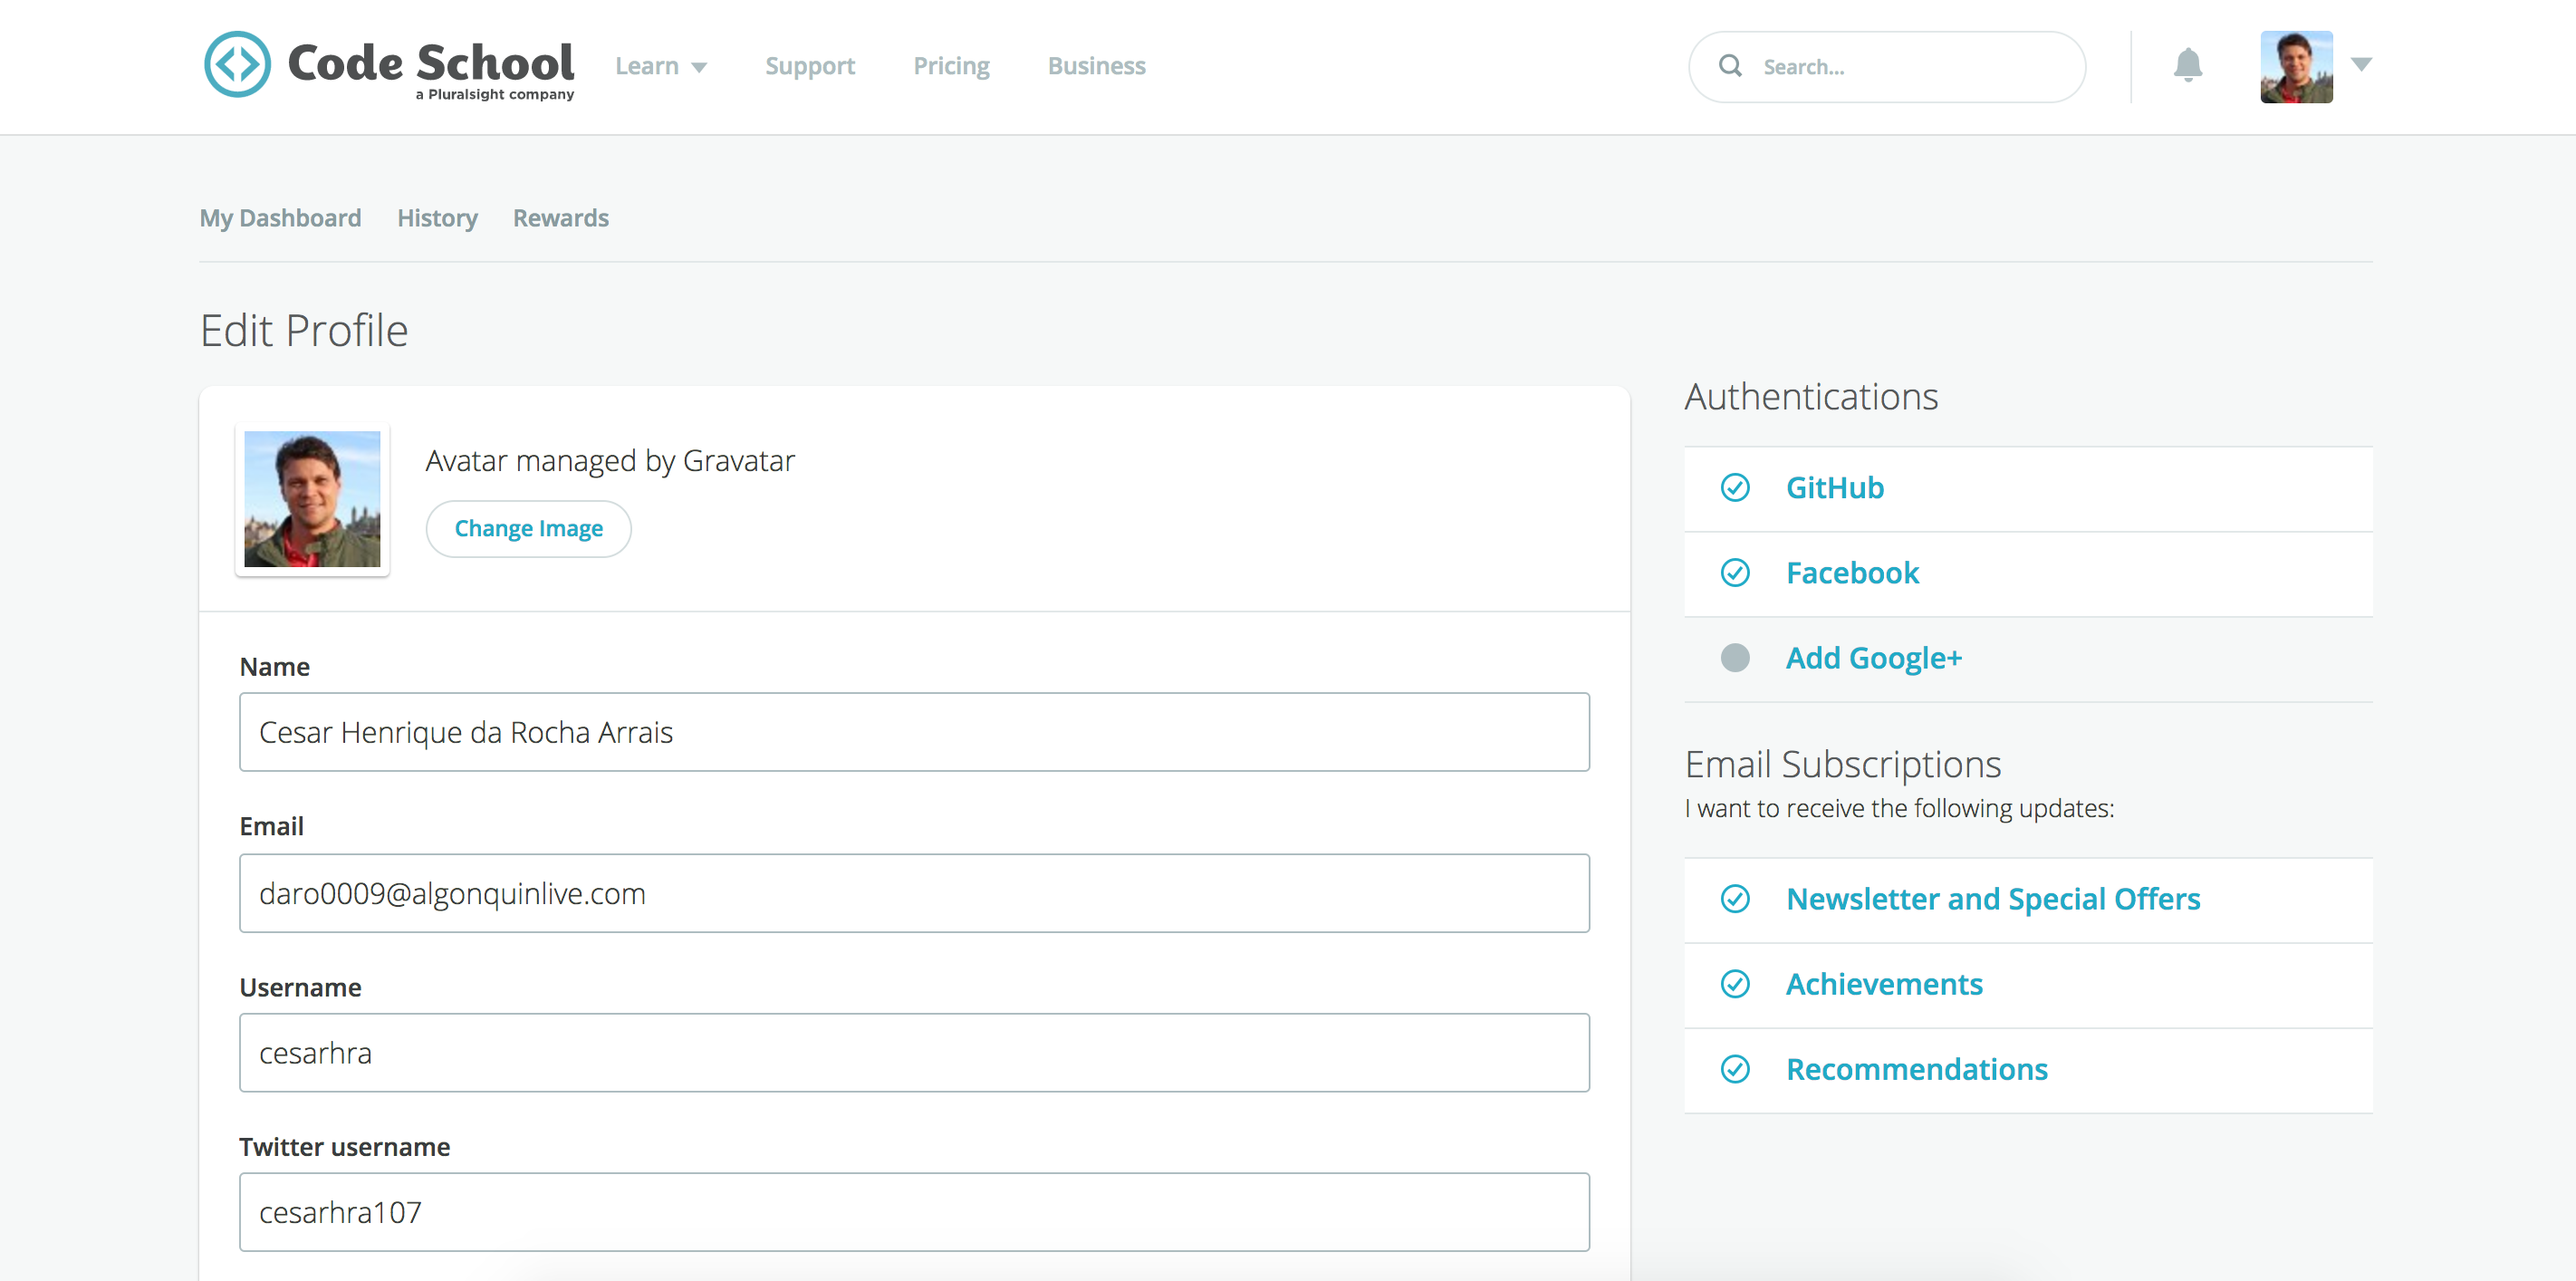 Code School
a Pluralsight company
Learn
Support
Pricing
Business
Search...
My Dashboard
History
Rewards
Edit Profile
Avatar managed by Gravatar
Change Image
Name
Cesar Henrique da Rocha Arrais
Email
daro0009@algonquinlive.com
Username
cesarhra
Twitter username
cesarhra107
Authentications
GitHub
Facebook
Add Google+
Email Subscriptions
I want to receive the following updates:
Newsletter and Special Offers
Achievements
Recommendations